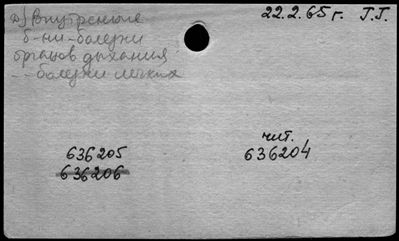 а) Внутренние
б-ни - болезни
органов дыхания
-- болезни легких
22.2.65 г. Т.Т.
636205
636206
чит.
636204